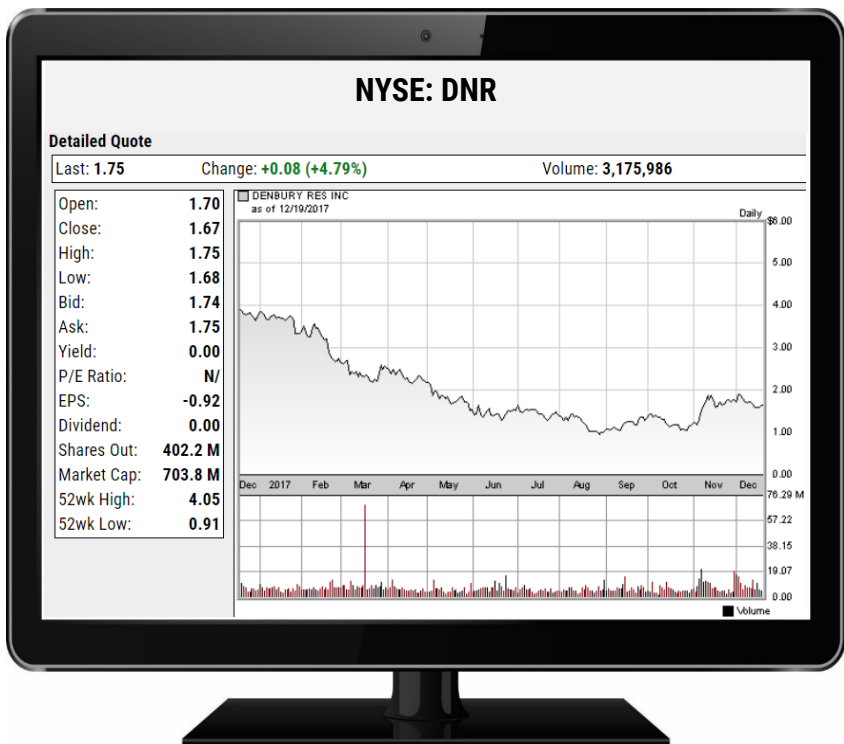 NYSE: DNR
Detailed Quote
Last: 1.75 Change: +0.08 (+4.79%) Volume: 3,175,986
Open: 1.70
Close: 1.67
High: 1.75
Low: 1.68
Bid: 1.74
Ask: 1.75
Yield: 0.00
P/E Ratio: N/
EPS: -0.92
Dividend: 0.00
Shares Out: 402.2 M
Market Cap: 703.8 M
52wk High: 4.05
52wk Low: 0.91
DENBURY RES INC
as of 12/19/2017
Daily
$6.00
5.00
4.00
3.00
2.00
1.00
0.00
Dec 2017 Feb Mar Apr May Jun Jul Aug Sep Oct Nov Dec
76.29 M
57.22
38.15
19.07
0.00
Volume